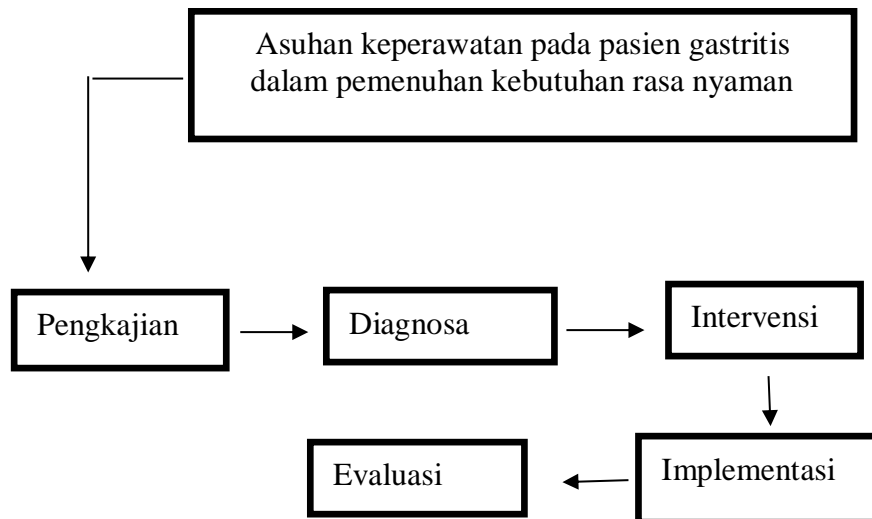 Asuhan keperawatan pada pasien gastritis
dalam pemenuhan kebutuhan rasa nyaman
Pengkajian
Diagnosa
Intervensi
Implementasi
Evaluasi